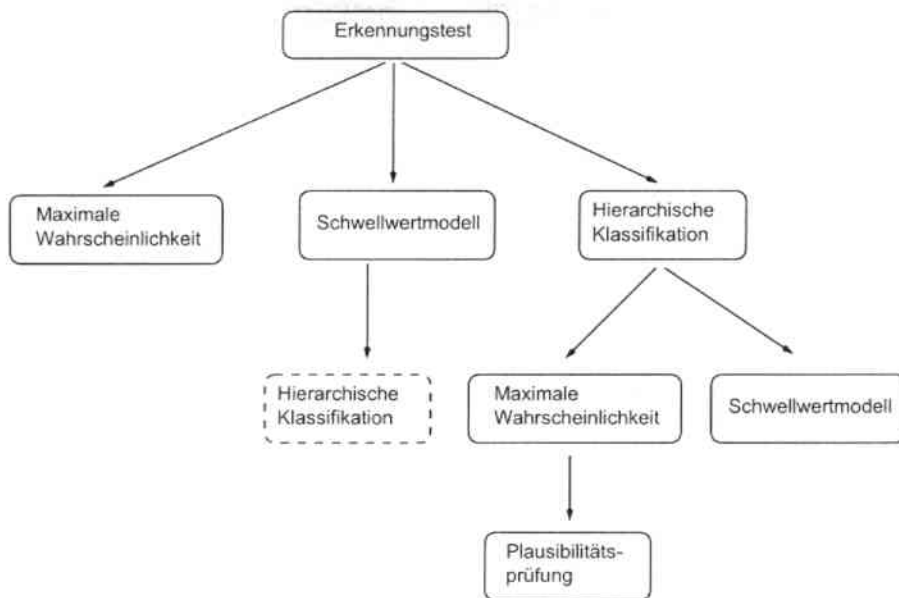 Erkennungstest
Maximale
Wahrscheinlichkeit
Schwellwertmodell
Hierarchische
Klassifikation
Hierarchische
Klassifikation
Maximale
Wahrscheinlichkeit
Schwellwertmodell
Plausibilitäts-
prüfung